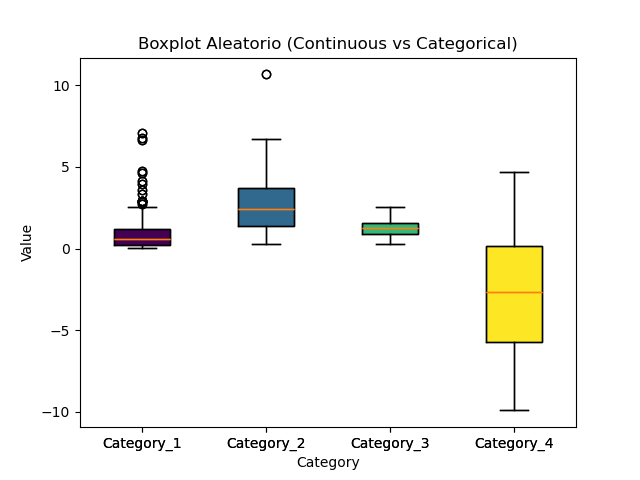 Boxplot Aleatorio (Continuous vs Categorical)
10
5
0
−5
−10
Value
Category_1 Category_2 Category_3 Category_4
Category